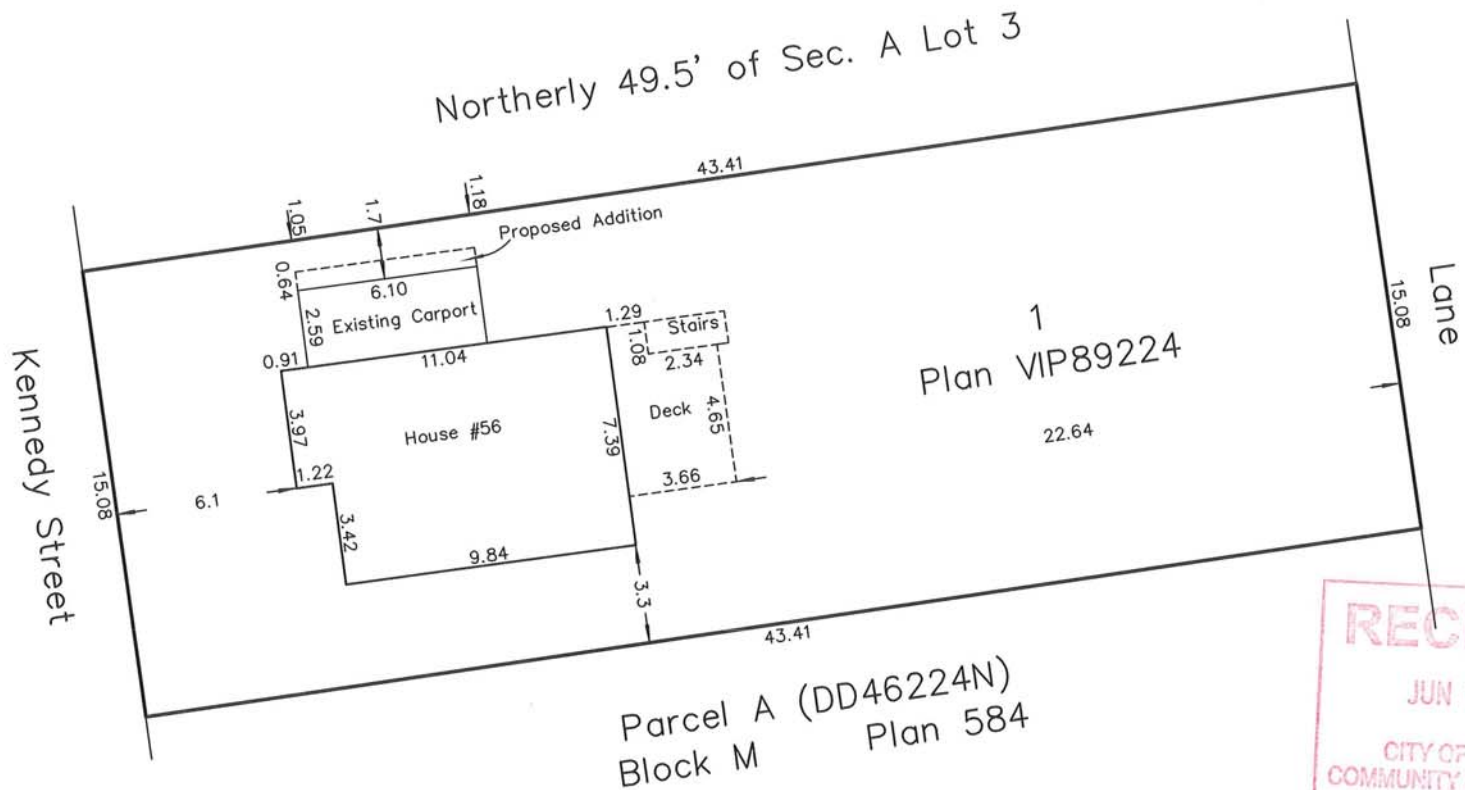 Northerly 49.5' of Sec. A Lot 3
43.41
1.05
1.7
1.18
Proposed Addition
0.64
6.10
2.59
Existing Carport
0.91
11.04
1.29
1.08
Stairs
2.34
3.97
House #56
7.39
Deck
4.65
1.22
3.66
3.42
9.84
6.1
3.3
15.08
Kennedy Street
1
Plan VIP89224
22.64
15.08
Lane
43.41
Parcel A (DD46224N)
Block M Plan 584
REC
JUN
CITY OF
COMMUNITY